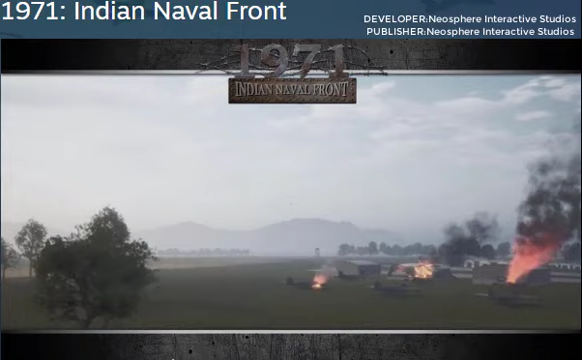 1971: Indian Naval Front
DEVELOPER:Neosphere Interactive Studios
PUBLISHER:Neosphere Interactive Studios
1971
INDIAN NAVAL FRONT